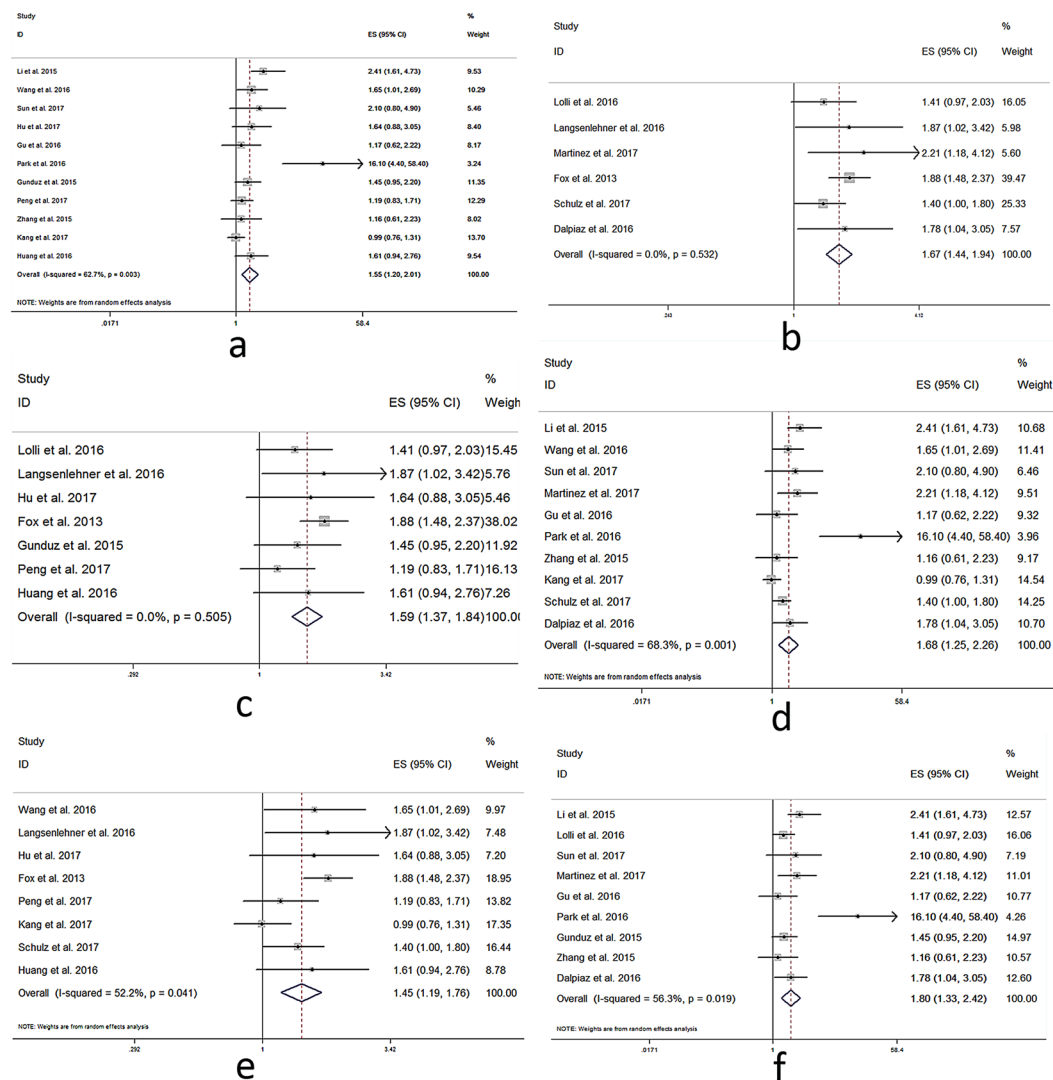 Study %
ID ES (95% CI) Weight
Li et al. 2015 2.41 (1.61, 4.73) 9.53
Wang et al. 2016 1.65 (1.01, 2.69) 10.29
Sun et al. 2017 2.10 (0.80, 4.90) 5.46
Hu et al. 2017 1.64 (0.88, 3.05) 8.40
Gu et al. 2016 1.17 (0.62, 2.22) 8.17
Park et al. 2016 16.10 (4.40, 58.40) 3.24
Gunduz et al. 2015 1.45 (0.95, 2.20) 11.35
Peng et al. 2017 1.19 (0.83, 1.71) 12.29
Zhang et al. 2015 1.16 (0.61, 2.23) 8.02
Kang et al. 2017 0.99 (0.76, 1.31) 13.70
Huang et al. 2016 1.61 (0.94, 2.76) 9.54
Overall (I-squared = 62.7%, p = 0.003) 1.55 (1.20, 2.01) 100.00
NOTE: Weights are from random effects analysis
.0171 1 58.4
a
Study %
ID ES (95% CI) Weight
Lolli et al. 2016 1.41 (0.97, 2.03) 16.05
Langsenlehner et al. 2016 1.87 (1.02, 3.42) 5.98
Martinez et al. 2017 2.21 (1.18, 4.12) 5.60
Fox et al. 2013 1.88 (1.48, 2.37) 39.47
Schulz et al. 2017 1.40 (1.00, 1.80) 25.33
Dalpiaz et al. 2016 1.78 (1.04, 3.05) 7.57
Overall (I-squared = 0.0%, p = 0.532) 1.67 (1.44, 1.94) 100.00
.243 1 4.12
b
Study %
ID ES (95% CI) Weight
Lolli et al. 2016 1.41 (0.97, 2.03) 15.45
Langsenlehner et al. 2016 1.87 (1.02, 3.42) 5.76
Hu et al. 2017 1.64 (0.88, 3.05) 5.46
Fox et al. 2013 1.88 (1.48, 2.37) 38.02
Gunduz et al. 2015 1.45 (0.95, 2.20) 11.92
Peng et al. 2017 1.19 (0.83, 1.71) 16.13
Huang et al. 2016 1.61 (0.94, 2.76) 7.26
Overall (I-squared = 0.0%, p = 0.505) 1.59 (1.37, 1.84) 100.00
.292 1 3.42
c
Study %
ID ES (95% CI) Weight
Li et al. 2015 2.41 (1.61, 4.73) 10.68
Wang et al. 2016 1.65 (1.01, 2.69) 11.41
Sun et al. 2017 2.10 (0.80, 4.90) 6.46
Martinez et al. 2017 2.21 (1.18, 4.12) 9.51
Gu et al. 2016 1.17 (0.62, 2.22) 9.32
Park et al. 2016 16.10 (4.40, 58.40) 3.96
Zhang et al. 2015 1.16 (0.61, 2.23) 9.17
Kang et al. 2017 0.99 (0.76, 1.31) 14.54
Schulz et al. 2017 1.40 (1.00, 1.80) 14.25
Dalpiaz et al. 2016 1.78 (1.04, 3.05) 10.70
Overall (I-squared = 68.3%, p = 0.001) 1.68 (1.25, 2.26) 100.00
NOTE: Weights are from random effects analysis
.0171 1 58.4
d
Study %
ID ES (95% CI) Weight
Wang et al. 2016 1.65 (1.01, 2.69) 9.97
Langsenlehner et al. 2016 1.87 (1.02, 3.42) 7.48
Hu et al. 2017 1.64 (0.88, 3.05) 7.20
Fox et al. 2013 1.88 (1.48, 2.37) 18.95
Peng et al. 2017 1.19 (0.83, 1.71) 13.82
Kang et al. 2017 0.99 (0.76, 1.31) 17.35
Schulz et al. 2017 1.40 (1.00, 1.80) 16.44
Huang et al. 2016 1.61 (0.94, 2.76) 8.78
Overall (I-squared = 52.2%, p = 0.041) 1.45 (1.19, 1.76) 100.00
NOTE: Weights are from random effects analysis
.292 1 3.42
e
Study %
ID ES (95% CI) Weight
Li et al. 2015 2.41 (1.61, 4.73) 12.57
Lolli et al. 2016 1.41 (0.97, 2.03) 16.06
Sun et al. 2017 2.10 (0.80, 4.90) 7.19
Martinez et al. 2017 2.21 (1.18, 4.12) 11.01
Gu et al. 2016 1.17 (0.62, 2.22) 10.77
Park et al. 2016 16.10 (4.40, 58.40) 4.26
Gunduz et al. 2015 1.45 (0.95, 2.20) 14.97
Zhang et al. 2015 1.16 (0.61, 2.23) 10.57
Dalpiaz et al. 2016 1.78 (1.04, 3.05) 12.60
Overall (I-squared = 56.3%, p = 0.019) 1.80 (1.33, 2.42) 100.00
NOTE: Weights are from random effects analysis
.0171 1 58.4
f